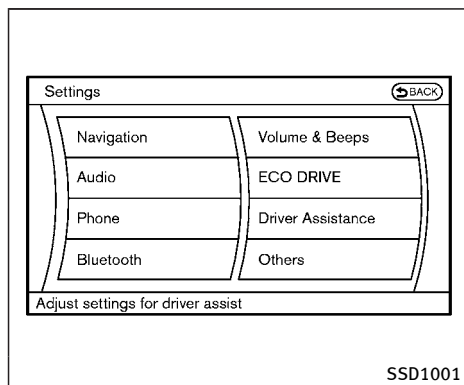 Settings
BACK
Navigation
Audio
Phone
Bluetooth
Volume & Beeps
ECO DRIVE
Driver Assistance
Others
Adjust settings for driver assist
SSD1001